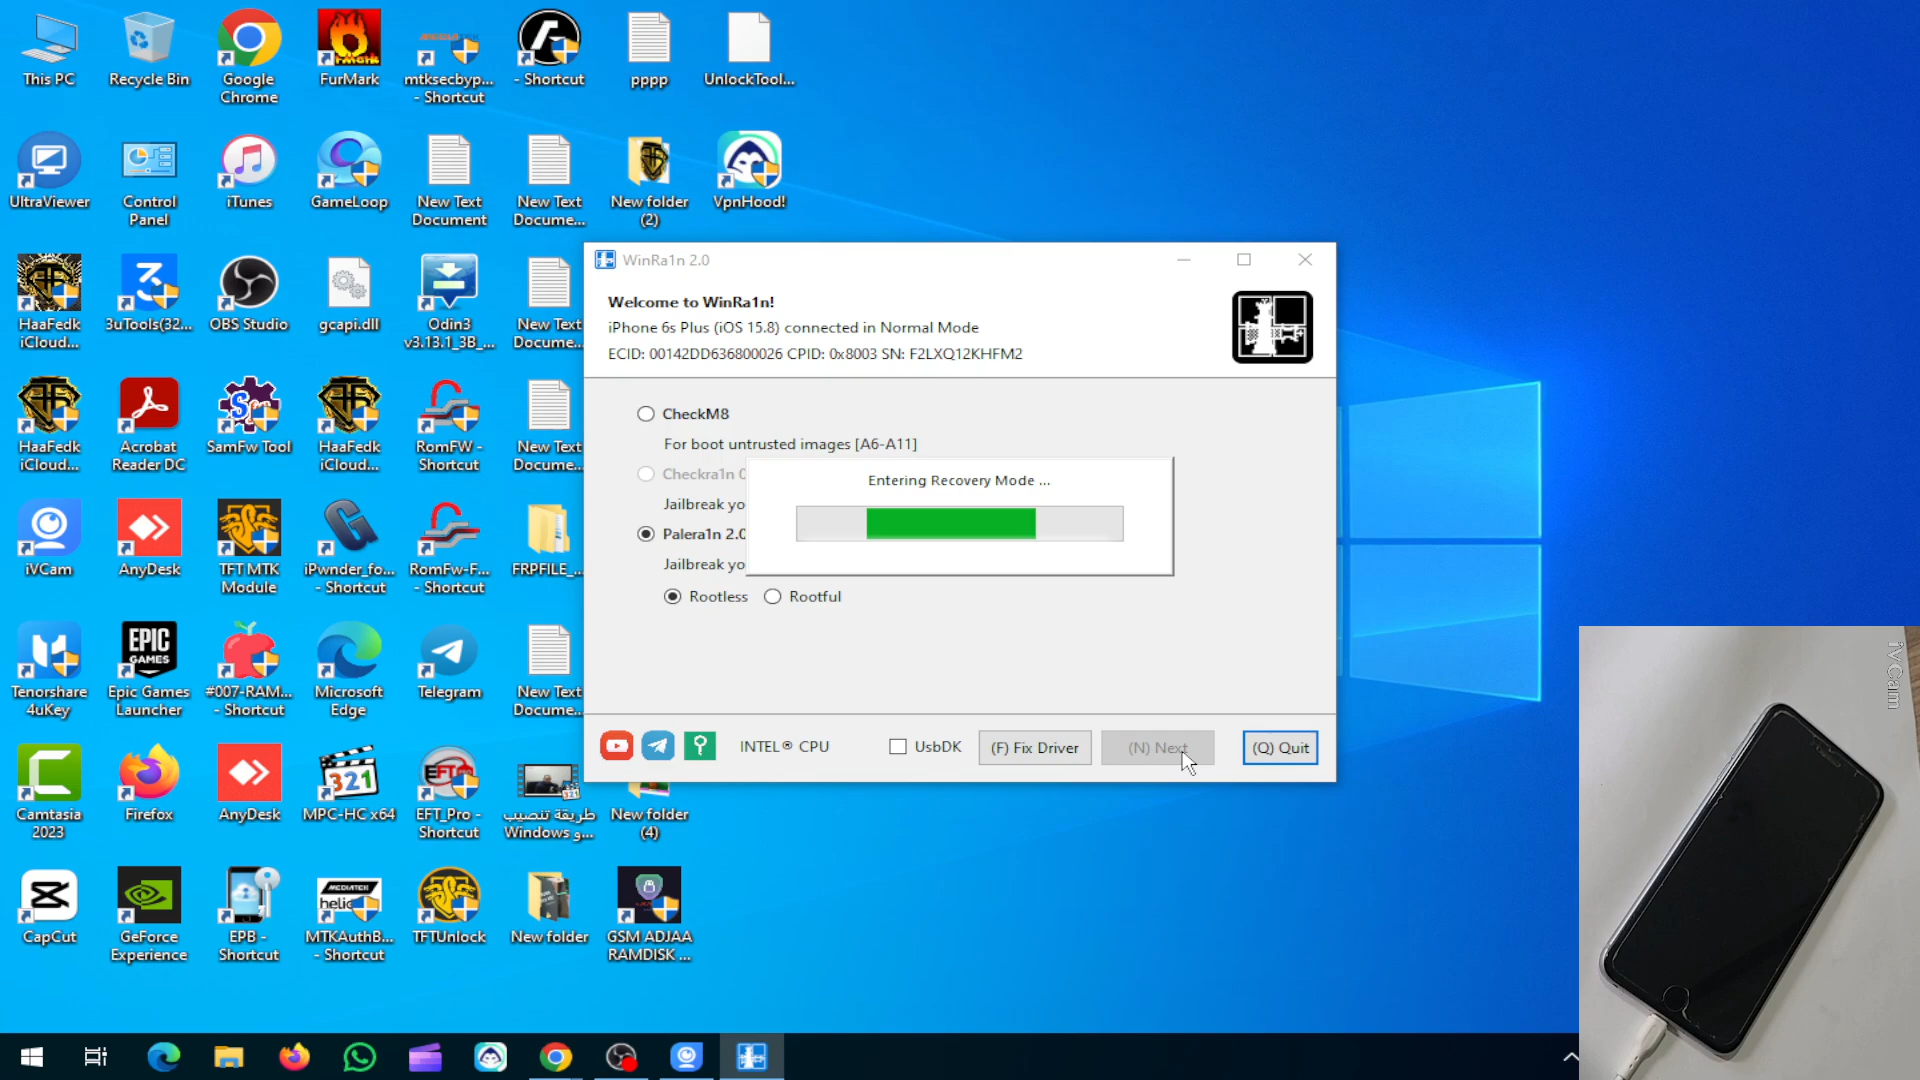 This PC
Recycle Bin
Google
Chrome
FurMark
mtksecbyp...
- Shortcut
- Shortcut
pppp
UnlockTool...
UltraViewer
Control
Panel
iTunes
GameLoop
New Text
Document
New Text
Docume...
New folder
(2)
VpnHood!
HaaFedk
iCloud...
3uTools(32...
OBS Studio
gcapi.dll
Odin3
v3.13.1_3B_...
New Text
Docume...
HaaFedk
iCloud...
Acrobat
Reader DC
SamFw Tool
HaaFedk
iCloud...
RomFW -
Shortcut
New Text
Docume...
iVCam
AnyDesk
TFT MTK
Module
iPwnder_fo...
- Shortcut
RomFw-F...
- Shortcut
FRPFILE_...
Tenorshare
4uKey
EPIC
GAMES
Epic Games
Launcher
#007-RAM...
- Shortcut
Microsoft
Edge
Telegram
New Text
Docume...
Camtasia
2023
Firefox
AnyDesk
321
MPC-HC x64
EFT
EFT_Pro -
Shortcut
321
طريقة تنصيب
Windows و...
New folder
(4)
CapCut
GeForce
Experience
EPB -
Shortcut
MEDIATEK
helio
MTKAuthB...
- Shortcut
TFTUnlock
New folder
GSM ADJAA
RAMDISK ...
WinRa1n 2.0
Welcome to WinRa1n!
iPhone 6s Plus (iOS 15.8) connected in Normal Mode
ECID: 00142DD636800026 CPID: 0x8003 SN: F2LXQ12KHFM2
CheckM8
For boot untrusted images [A6-A11]
Checkra1n 0
Jailbreak yo
Palera1n 2.0
Jailbreak yo
Entering Recovery Mode ...
Rootless
Rootful
INTEL® CPU
UsbDK
(F) Fix Driver
(N) Next
(Q) Quit
iVCam